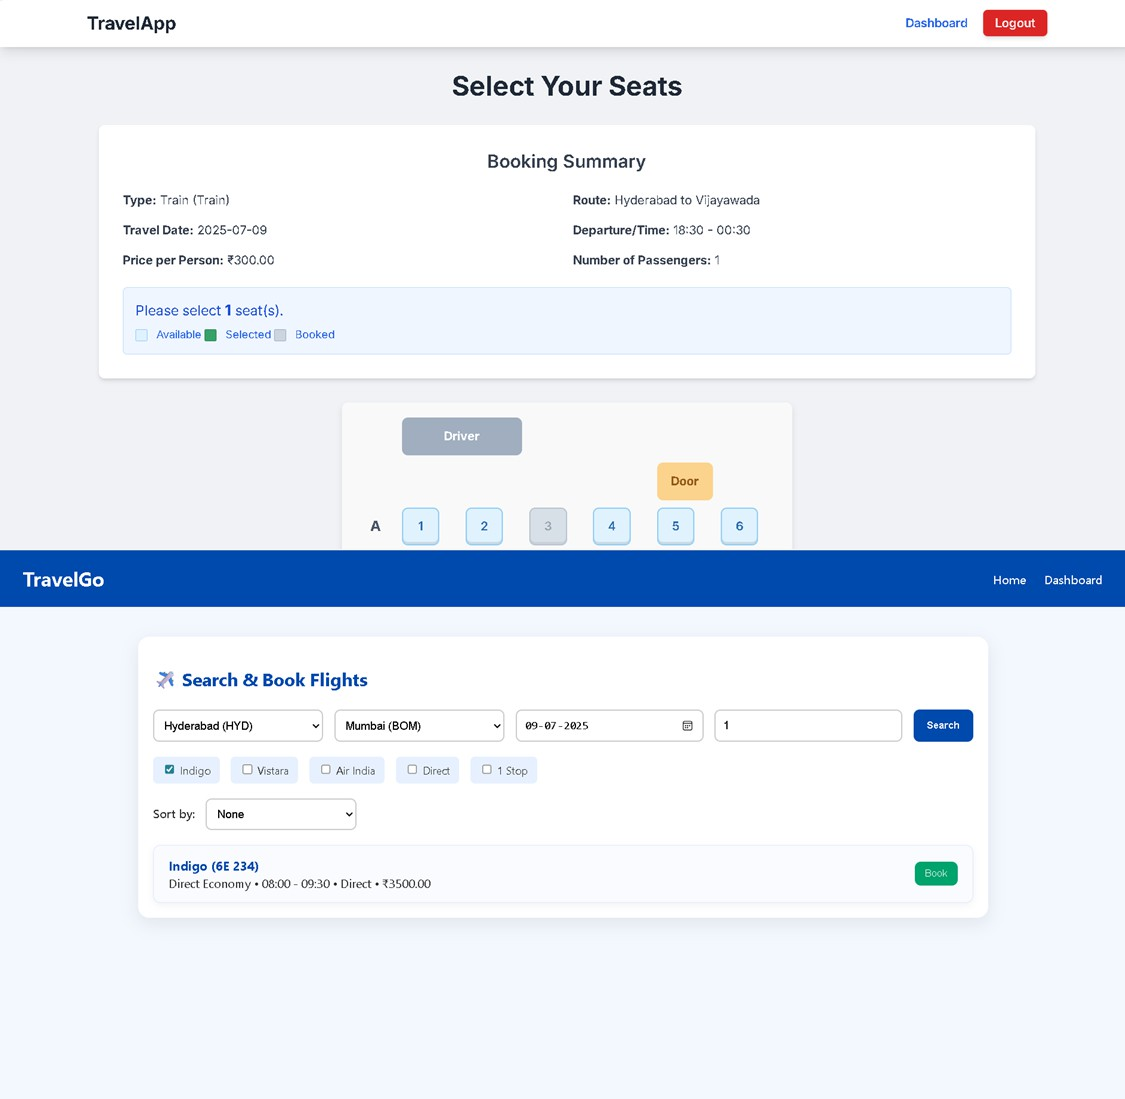 TravelApp
Dashboard
Logout
Select Your Seats
Booking Summary
Type: Train (Train)
Route: Hyderabad to Vijayawada
Travel Date: 2025-07-09
Departure/Time: 18:30 - 00:30
Price per Person: ₹300.00
Number of Passengers: 1
Please select 1 seat(s).
Available Selected Booked
Driver
Door
A 1 2 3 4 5 6
TravelGo
Home Dashboard
Search & Book Flights
Hyderabad (HYD) Mumbai (BOM) 09-07-2025 1 Search
Indigo Vistara Air India Direct 1 Stop
Sort by: None
Indigo (6E 234)
Direct Economy • 08:00 - 09:30 • Direct • ₹3500.00
Book